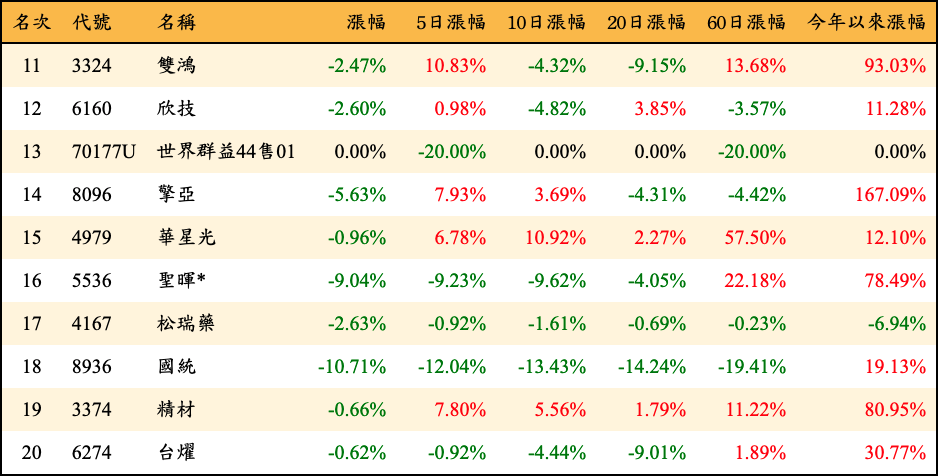 名次 代號 名稱 漲幅 5日漲幅 10日漲幅 20日漲幅 60日漲幅 今年以來漲幅
11 3324 雙鴻 -2.47% 10.83% -4.32% -9.15% 13.68% 93.03%
12 6160 欣技 -2.60% 0.98% -4.82% 3.85% -3.57% 11.28%
13 70177U 世界群益44售01 0.00% -20.00% 0.00% 0.00% -20.00% 0.00%
14 8096 擎亞 -5.63% 7.93% 3.69% -4.31% -4.42% 167.09%
15 4979 華星光 -0.96% 6.78% 10.92% 2.27% 57.50% 12.10%
16 5536 聖暉* -9.04% -9.23% -9.62% -4.05% 22.18% 78.49%
17 4167 松瑞藥 -2.63% -0.92% -1.61% -0.69% -0.23% -6.94%
18 8936 國統 -10.71% -12.04% -13.43% -14.24% -19.41% 19.13%
19 3374 精材 -0.66% 7.80% 5.56% 1.79% 11.22% 80.95%
20 6274 台燿 -0.62% -0.92% -4.44% -9.01% 1.89% 30.77%